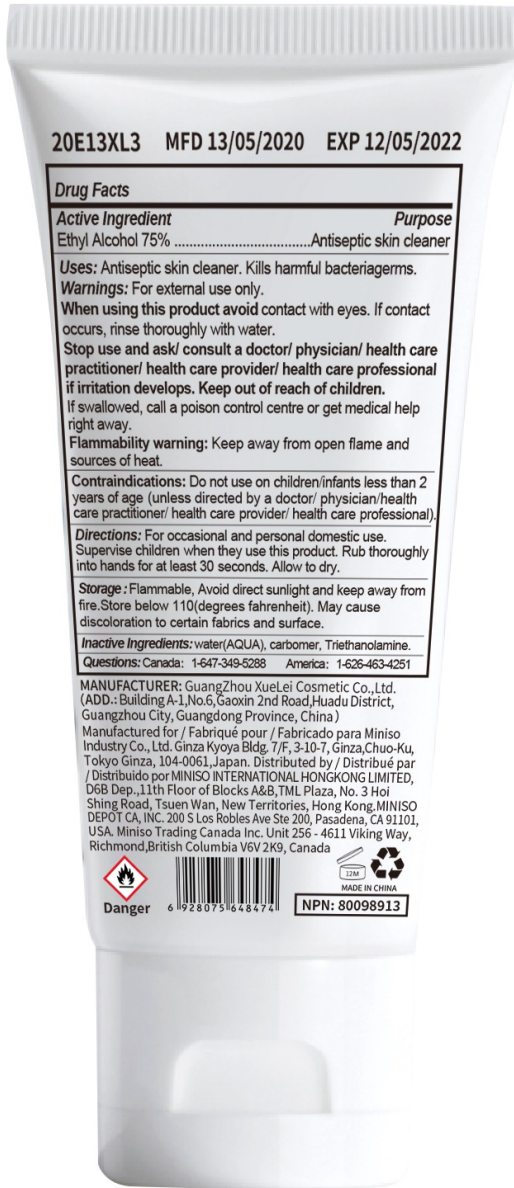 20E13XL3 MFD 13/05/2020 EXP 12/05/2022
Drug Facts
Active Ingredient Purpose
Ethyl Alcohol 75% ....................................Antiseptic skin cleaner
Uses: Antiseptic skin cleaner. Kills harmful bacteriagerms.
Warnings: For external use only.
When using this product avoid contact with eyes. If contact
occurs, rinse thoroughly with water.
Stop use and ask/ consult a doctor/ physician/ health care
practitioner/ health care provider/ health care professional
if irritation develops. Keep out of reach of children.
If swallowed, call a poison control centre or get medical help
right away.
Flammability warning: Keep away from open flame and
sources of heat.
Contraindications: Do not use on children/infants less than 2
years of age (unless directed by a doctor/ physician/health
care practitioner/ health care provider/ health care professional).
Directions: For occasional and personal domestic use.
Supervise children when they use this product. Rub thoroughly
into hands for at least 30 seconds. Allow to dry.
Storage : Flammable, Avoid direct sunlight and keep away from
fire.Store below 110(degrees fahrenheit). May cause
discoloration to certain fabrics and surface.
Inactive Ingredients: water(AQUA), carbomer, Triethanolamine.
Questions: Canada: 1-647-349-5288 America: 1-626-463-4251
MANUFACTURER: GuangZhou XueLei Cosmetic Co.,Ltd.
(ADD.: Building A-1,No.6,Gaoxin 2nd Road,Huadu District,
Guangzhou City, Guangdong Province, China )
Manufactured for / Fabriqué pour / Fabricado para Miniso
Industry Co., Ltd. Ginza Kyoya Bldg. 7/F, 3-10-7, Ginza,Chuo-Ku,
Tokyo Ginza, 104-0061,Japan. Distributed by / Distribué par
/ Distribuido por MINISO INTERNATIONAL HONGKONG LIMITED,
D6B Dep.,11th Floor of Blocks A&B,TML Plaza, No. 3 Hoi
Shing Road, Tsuen Wan, New Territories, Hong Kong.MINISO
DEPOT CA, INC. 200 S Los Robles Ave Ste 200, Pasadena, CA 91101,
USA. Miniso Trading Canada Inc. Unit 256 - 4611 Viking Way,
Richmond,British Columbia V6V 2K9, Canada
12M
MADE IN CHINA
Danger 6 928075 648474 NPN: 80098913